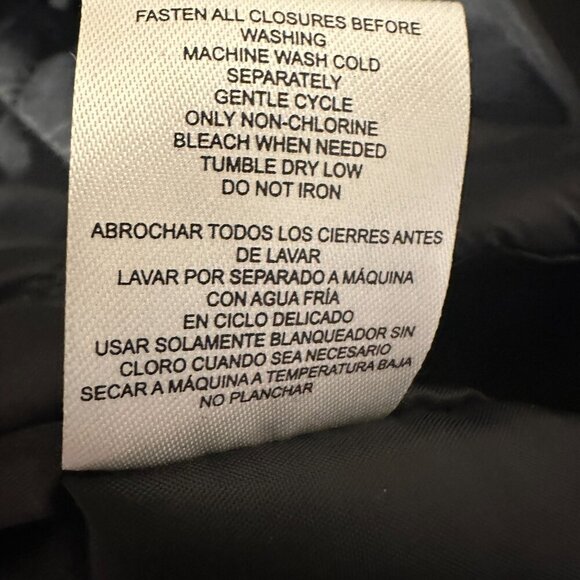 FASTEN ALL CLOSURES BEFORE
WASHING
MACHINE WASH COLD
SEPARATELY
GENTLE CYCLE
ONLY NON-CHLORINE
BLEACH WHEN NEEDED
TUMBLE DRY LOW
DO NOT IRON
ABROCHAR TODOS LOS CIERRES ANTES
DE LAVAR
LAVAR POR SEPARADO A MÁQUINA
CON AGUA FRÍA
EN CICLO DELICADO
USAR SOLAMENTE BLANQUEADOR SIN
CLORO CUANDO SEA NECESARIO
SECAR A MÁQUINA A TEMPERATURA BAJA
NO PLANCHAR